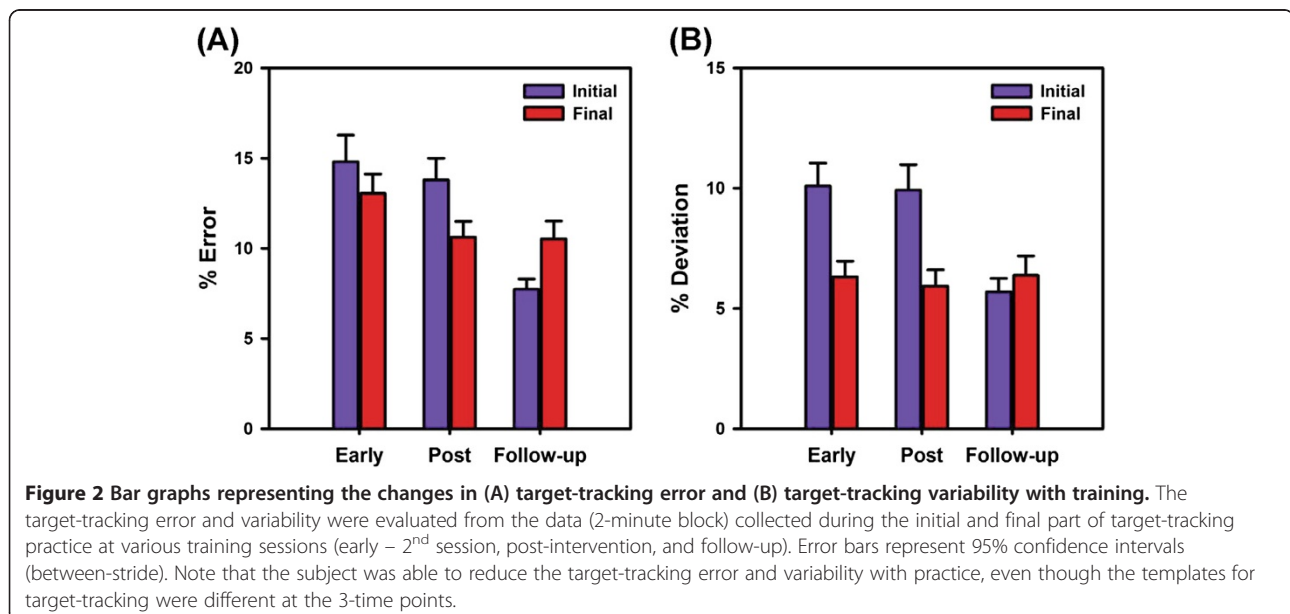 (A)
(B)
20
15
10
5
0
% Error
Initial
Final
Early Post Follow-up
15
10
5
0
% Deviation
Initial
Final
Early Post Follow-up
Figure 2 Bar graphs representing the changes in (A) target-tracking error and (B) target-tracking variability with training. The
target-tracking error and variability were evaluated from the data (2-minute block) collected during the initial and final part of target-tracking
practice at various training sessions (early – 2nd session, post-intervention, and follow-up). Error bars represent 95% confidence intervals
(between-stride). Note that the subject was able to reduce the target-tracking error and variability with practice, even though the templates for
target-tracking were different at the 3-time points.